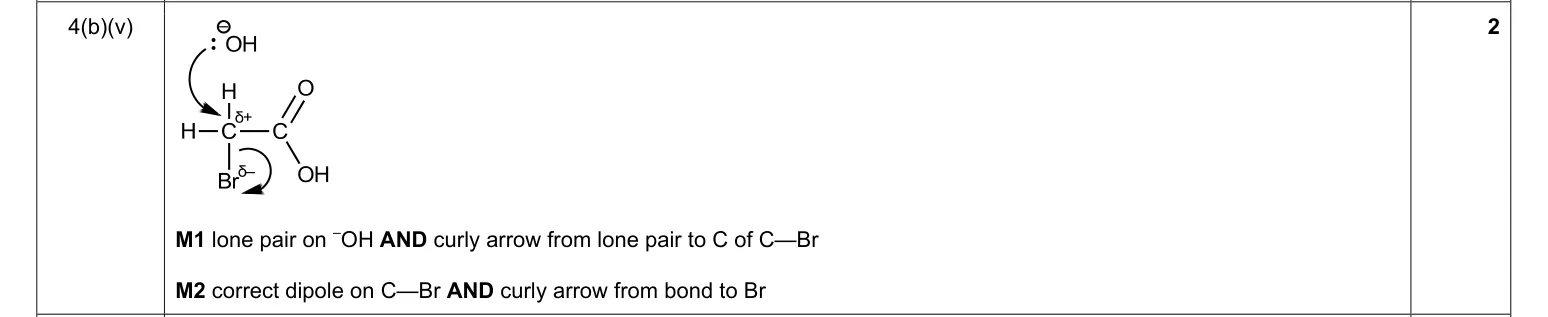 4(b)(v)
2
⊖
: OH
H
O
δ+
H—C—C
Br δ–
OH
M1 lone pair on ⁻OH AND curly arrow from lone pair to C of C—Br
M2 correct dipole on C—Br AND curly arrow from bond to Br